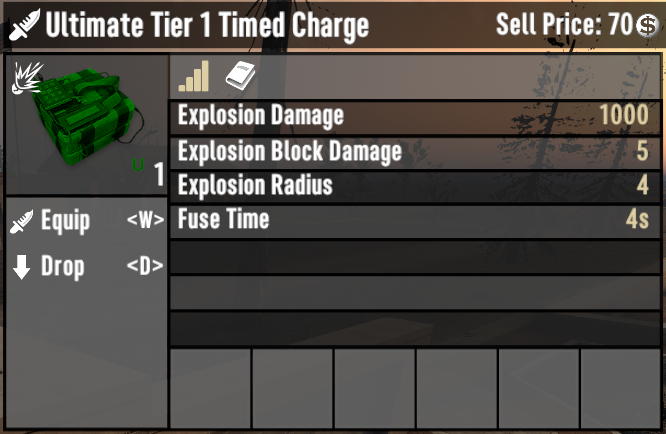 Ultimate Tier 1 Timed Charge Sell Price: 70
U 1
Explosion Damage 1000
Explosion Block Damage 5
Explosion Radius 4
Fuse Time 4s
Equip <W>
Drop <D>